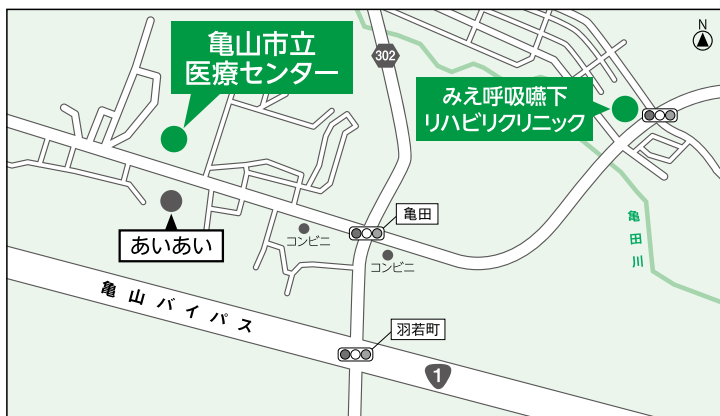 N
302
亀山市立
医療センター
みえ呼吸嚥下
リハビリクリニック
亀田
あいあい
コンビニ
コンビニ
亀田川
亀山バイパス
羽若町
1